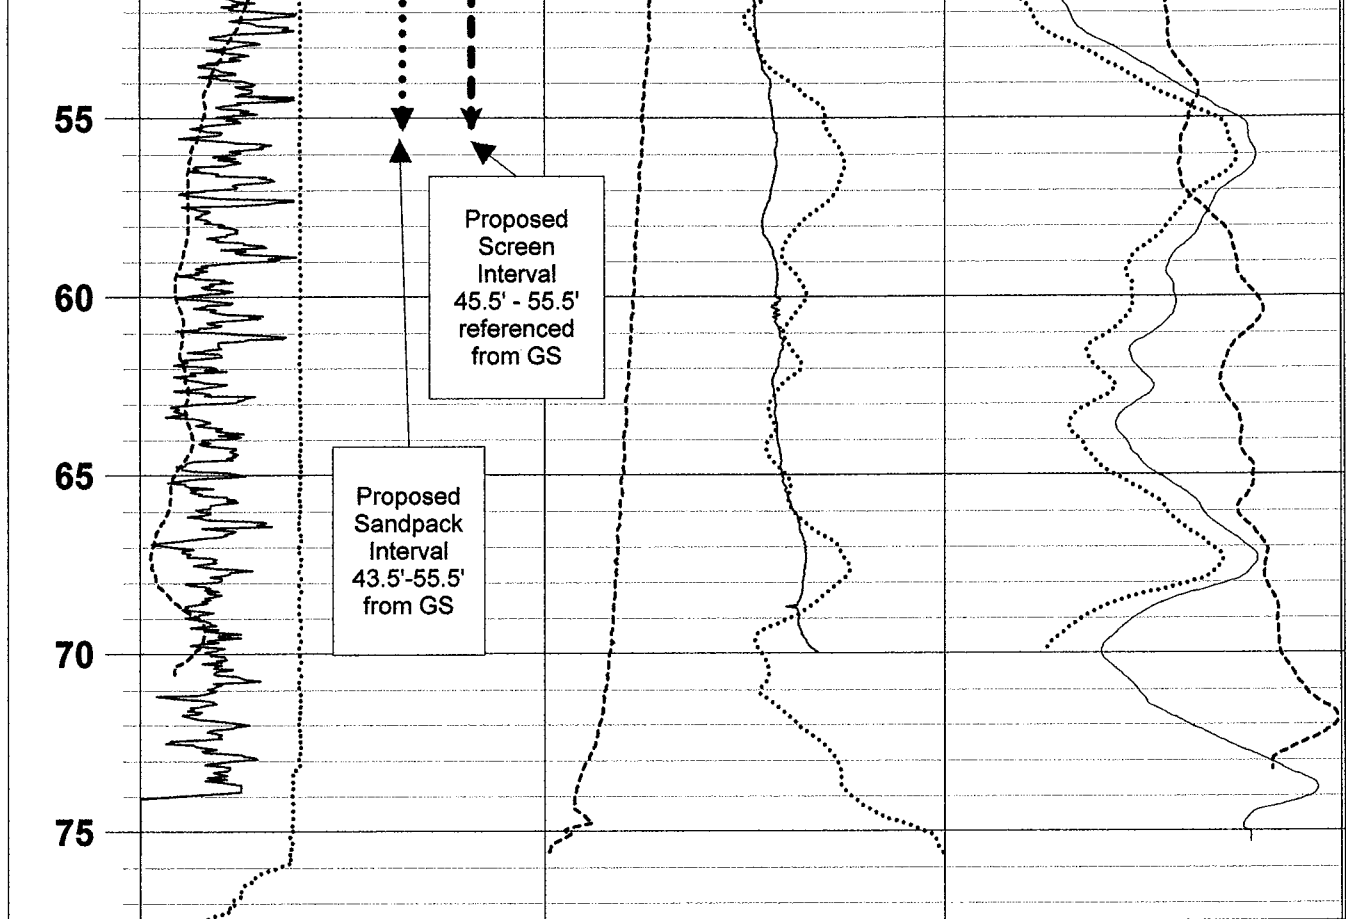 55
Proposed
Screen
Interval
45.5' - 55.5'
referenced
from GS
60
65
Proposed
Sandpack
Interval
43.5'-55.5'
from GS
70
75